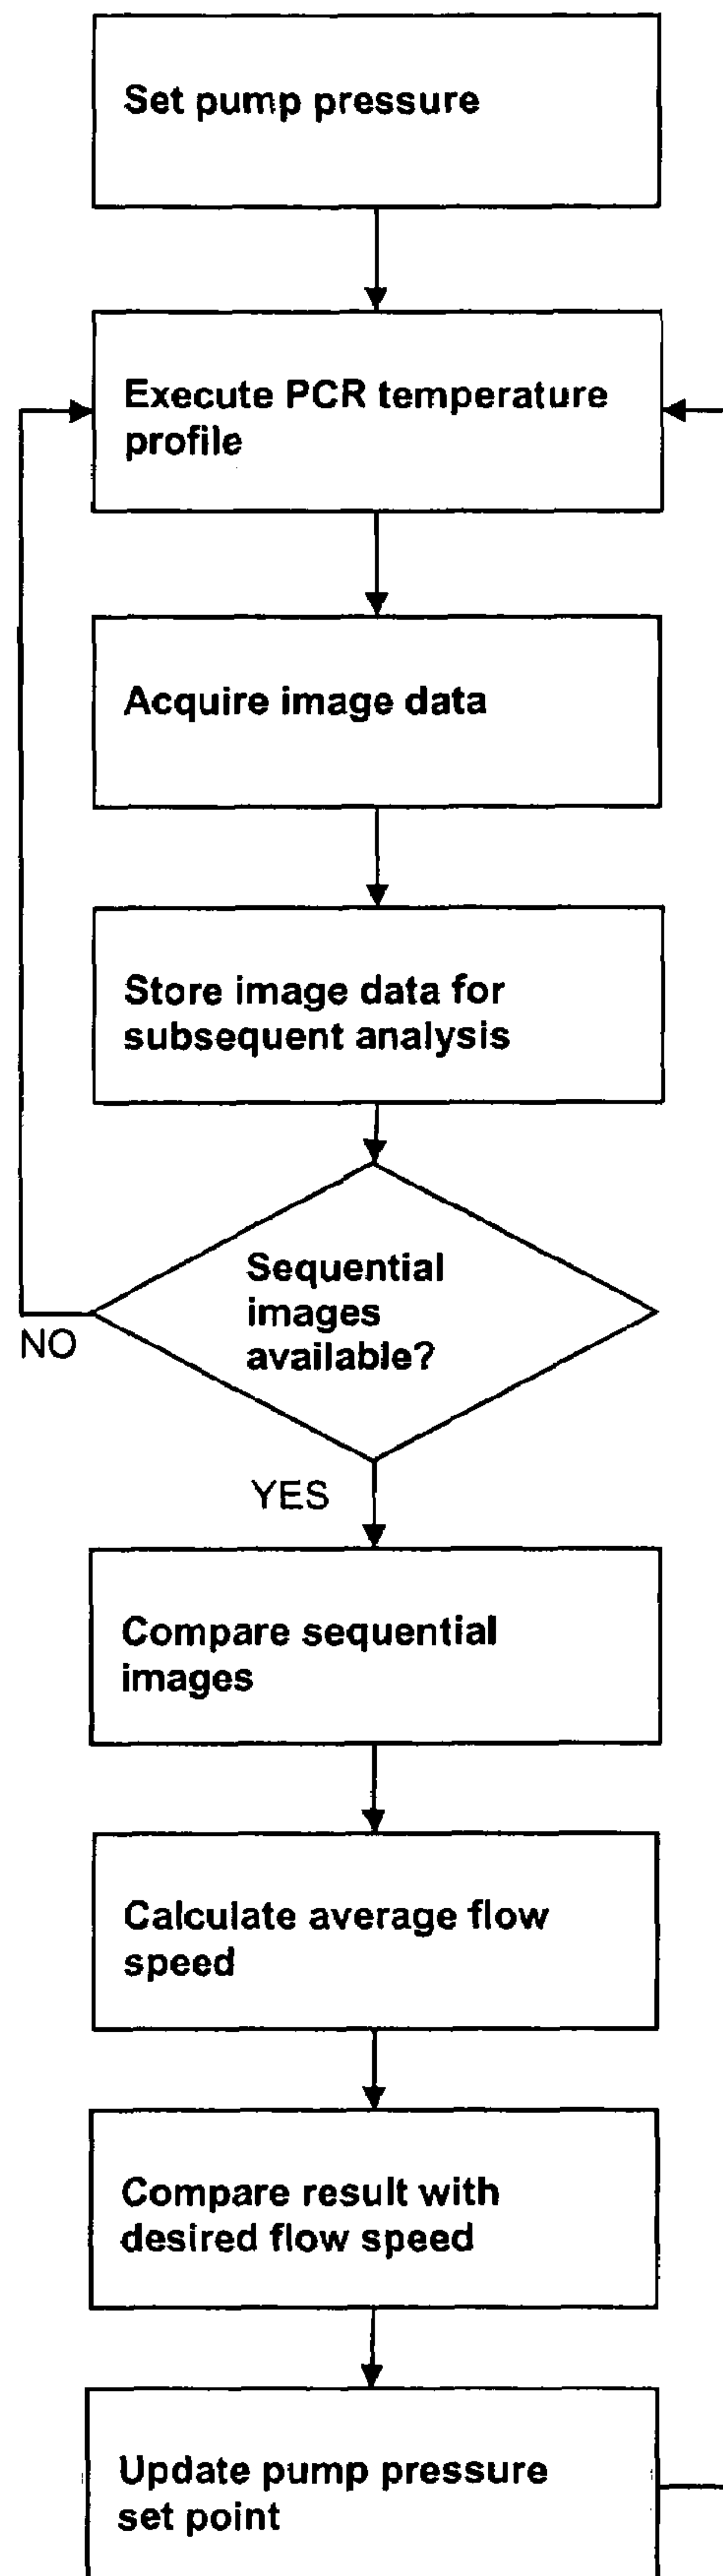 Set pump pressure
Execute PCR temperature
profile
Acquire image data
Store image data for
subsequent analysis
Sequential
images
available?
NO
YES
Compare sequential
images
Calculate average flow
speed
Compare result with
desired flow speed
Update pump pressure
set point